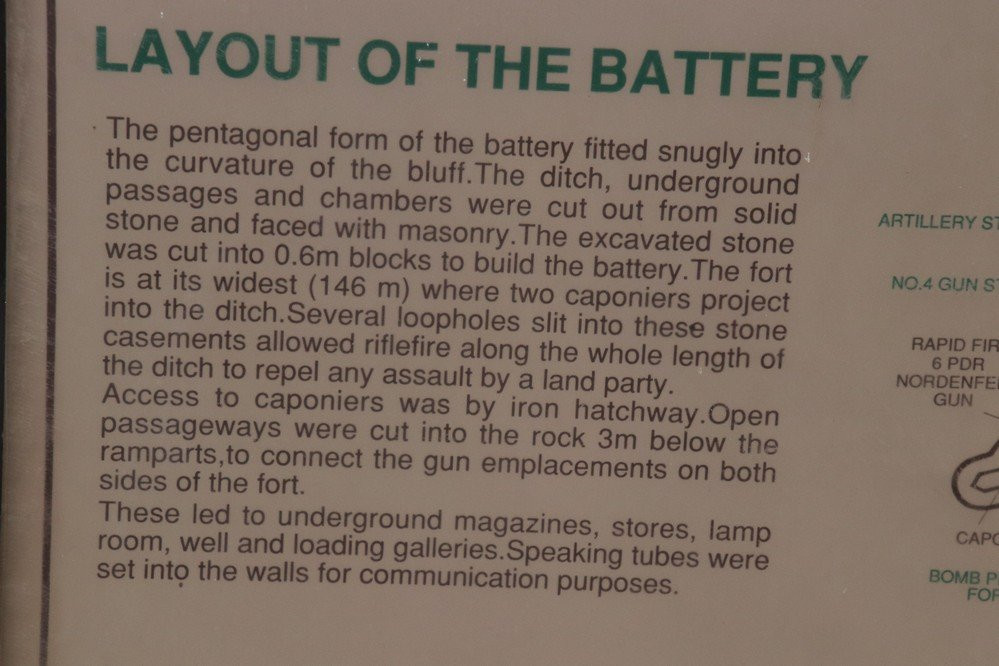 LAYOUT OF THE BATTERY
The pentagonal form of the battery fitted snugly into
the curvature of the bluff.The ditch, underground
passages and chambers were cut out from solid
stone and faced with masonry.The excavated stone
was cut into 0.6m blocks to build the battery.The fort
is at its widest (146 m) where two caponiers project
into the ditch.Several loopholes slit into these stone
casements allowed riflefire along the whole length of
the ditch to repel any assault by a land party.
Access to caponiers was by iron hatchway.Open
passageways were cut into the rock 3m below the
ramparts,to connect the gun emplacements on both
sides of the fort.
These led to underground magazines, stores, lamp
room, well and loading galleries.Speaking tubes were
set into the walls for communication purposes.
ARTILLERY
NO.4 GUN
RAPID
6 PDR
GUN
BOMB